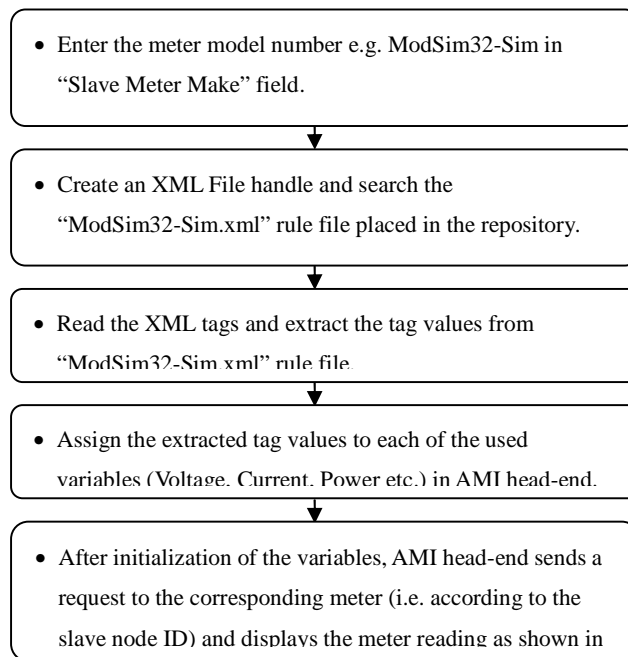 • Enter the meter model number e.g. ModSim32-Sim in
“Slave Meter Make” field.
• Create an XML File handle and search the
“ModSim32-Sim.xml” rule file placed in the repository.
• Read the XML tags and extract the tag values from
“ModSim32-Sim.xml” rule file.
• Assign the extracted tag values to each of the used
variables (Voltage, Current, Power etc.) in AMI head-end.
• After initialization of the variables, AMI head-end sends a
request to the corresponding meter (i.e. according to the
slave node ID) and displays the meter reading as shown in